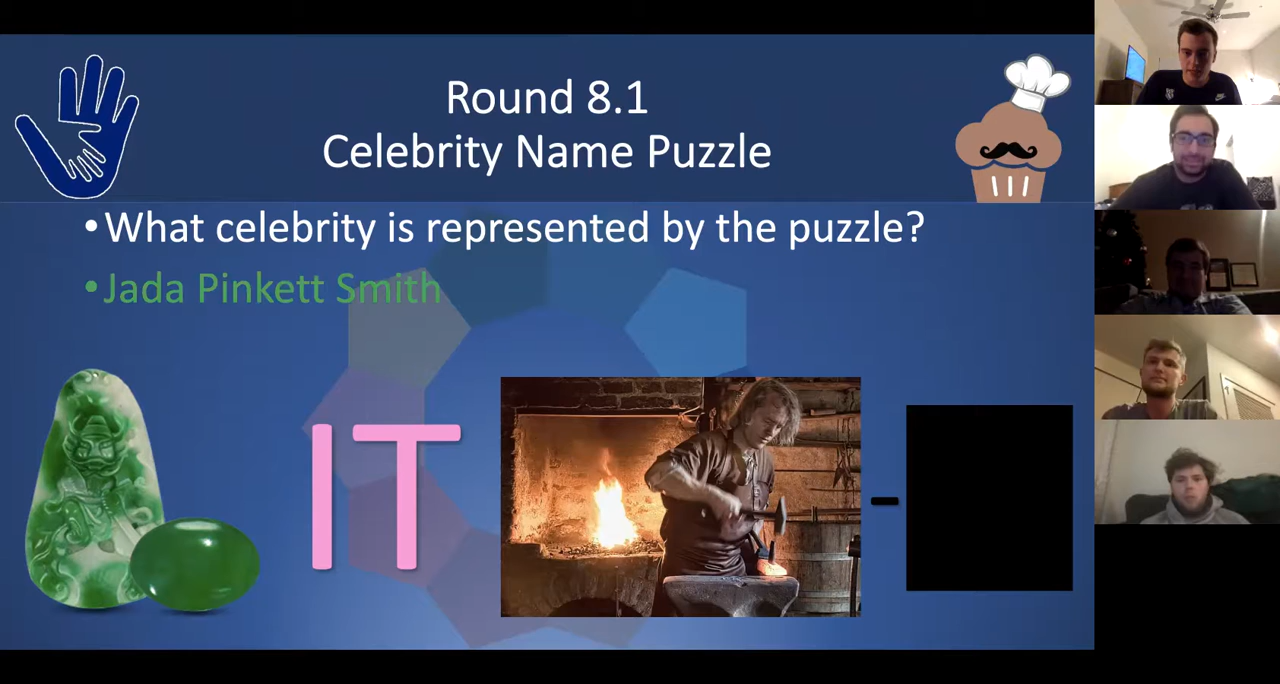 Round 8.1
Celebrity Name Puzzle
•What celebrity is represented by the puzzle?
•Jada Pinkett Smith
IT
-